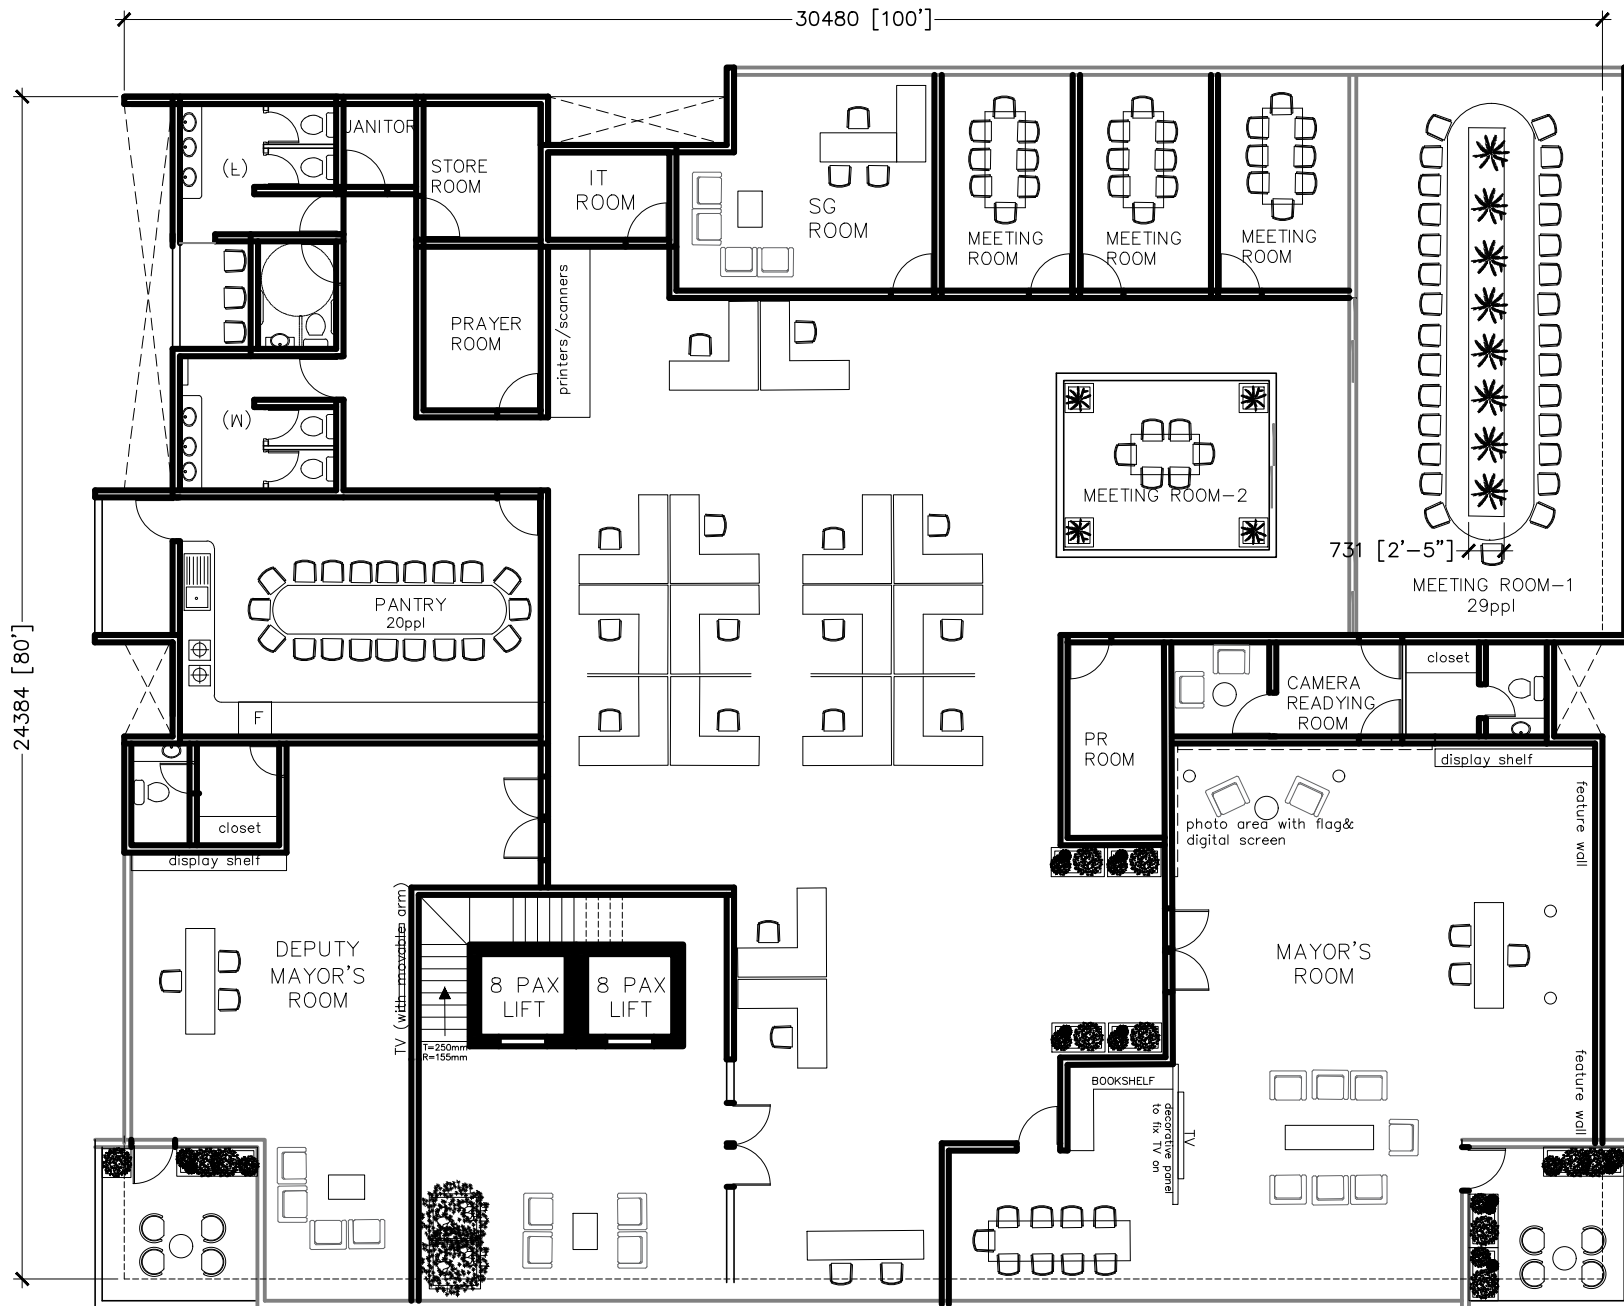 30480 [100']
24384 [80']
JANITOR
(F)
STORE
ROOM
IT
ROOM
SG
ROOM
MEETING
ROOM
MEETING
ROOM
MEETING
ROOM
PRAYER
ROOM
printers/scanners
(M)
MEETING ROOM-2
731 [2'-5"]
MEETING ROOM-1
29ppl
PANTRY
20ppl
F
closet
CAMERA
READYING
ROOM
PR
ROOM
display shelf
photo area with flag&
digital screen
feature wall
closet
display shelf
TV (with movable arm)
DEPUTY
MAYOR'S
ROOM
8 PAX
LIFT
8 PAX
LIFT
T=250mm
R=155mm
MAYOR'S
ROOM
feature wall
BOOKSHELF
decorative panel
to fix TV on
TV